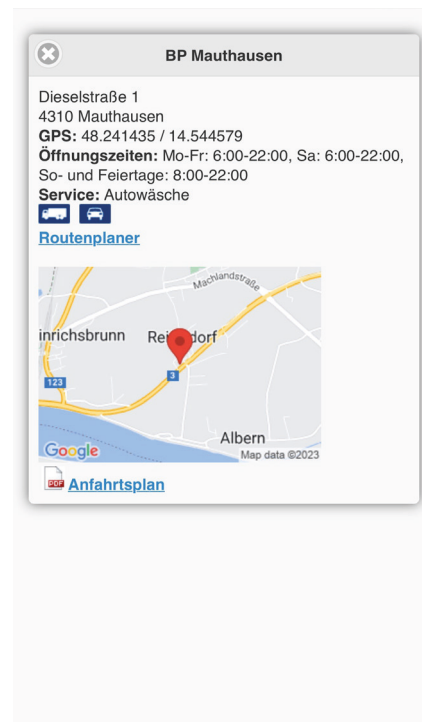 BP Mauthausen
Dieselstraße 1
4310 Mauthausen
GPS: 48.241435 / 14.544579
Öffnungszeiten: Mo-Fr: 6:00-22:00, Sa: 6:00-22:00,
So- und Feiertage: 8:00-22:00
Service: Autowäsche
Routenplaner
Machlandstraße
inrichsbrunn
Rei dorf
3
123
Albern
Google
Map data ©2023
PDF
Anfahrtsplan